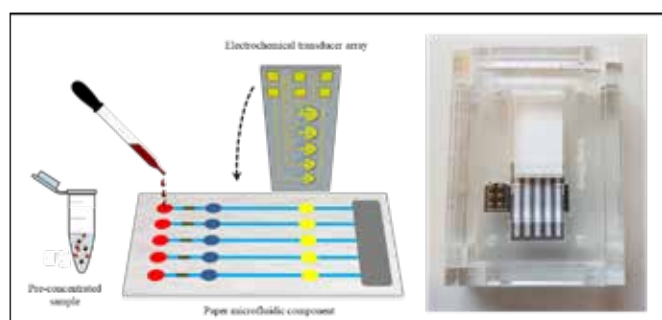 Electrochemical transducer array
Pre-concentrated
sample
Paper microfluidic component